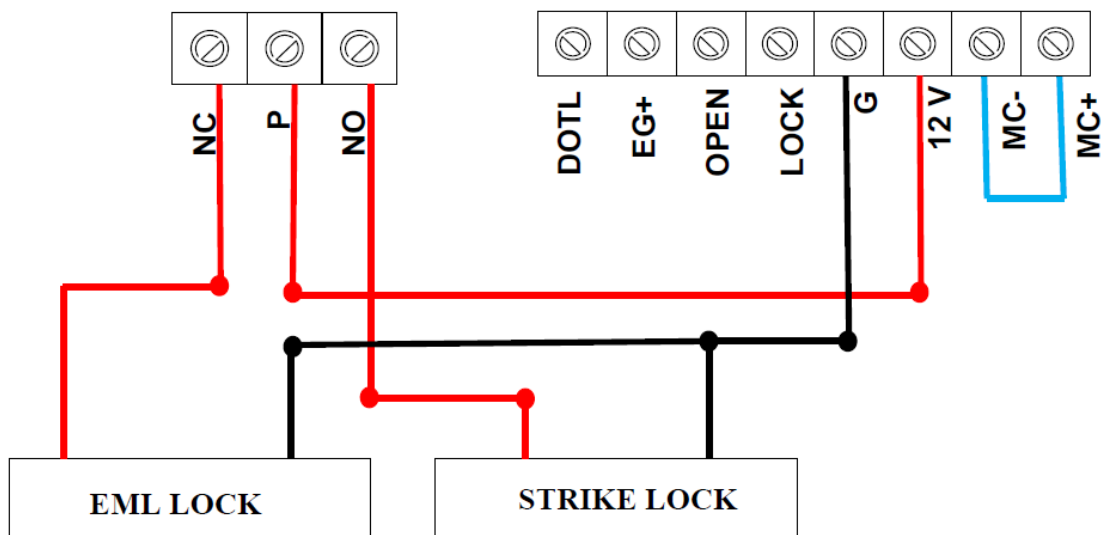 NC
P
NO
DOTL
EG+
OPEN
LOCK
G
12 V
MC-
MC+
EML LOCK
STRIKE LOCK